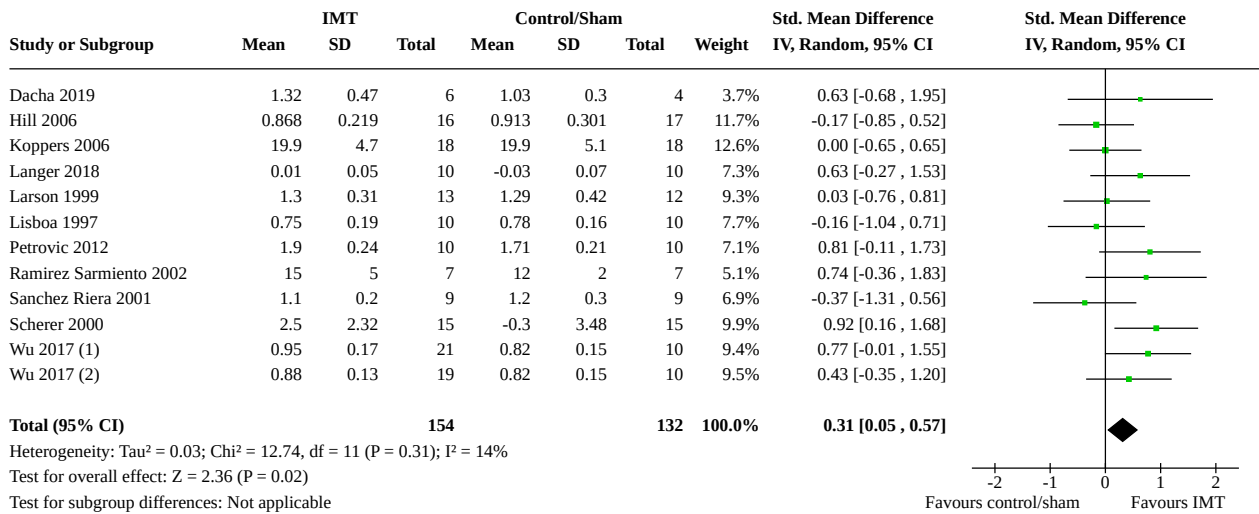 IMT Control/Sham Std. Mean Difference Std. Mean Difference
Study or Subgroup Mean SD Total Mean SD Total Weight IV, Random, 95% CI IV, Random, 95% CI
Dacha 2019 1.32 0.47 6 1.03 0.3 4 3.7% 0.63 [-0.68 , 1.95]
Hill 2006 0.868 0.219 16 0.913 0.301 17 11.7% -0.17 [-0.85 , 0.52]
Koppers 2006 19.9 4.7 18 19.9 5.1 18 12.6% 0.00 [-0.65 , 0.65]
Langer 2018 0.01 0.05 10 -0.03 0.07 10 7.3% 0.63 [-0.27 , 1.53]
Larson 1999 1.3 0.31 13 1.29 0.42 12 9.3% 0.03 [-0.76 , 0.81]
Lisboa 1997 0.75 0.19 10 0.78 0.16 10 7.7% -0.16 [-1.04 , 0.71]
Petrovic 2012 1.9 0.24 10 1.71 0.21 10 7.1% 0.81 [-0.11 , 1.73]
Ramirez Sarmiento 2002 15 5 7 12 2 7 5.1% 0.74 [-0.36 , 1.83]
Sanchez Riera 2001 1.1 0.2 9 1.2 0.3 9 6.9% -0.37 [-1.31 , 0.56]
Scherer 2000 2.5 2.32 15 -0.3 3.48 15 9.9% 0.92 [0.16 , 1.68]
Wu 2017 (1) 0.95 0.17 21 0.82 0.15 10 9.4% 0.77 [-0.01 , 1.55]
Wu 2017 (2) 0.88 0.13 19 0.82 0.15 10 9.5% 0.43 [-0.35 , 1.20]
Total (95% CI) 154 132 100.0% 0.31 [0.05 , 0.57]
Heterogeneity: Tau² = 0.03; Chi² = 12.74, df = 11 (P = 0.31); I² = 14%
Test for overall effect: Z = 2.36 (P = 0.02)
-2 -1 0 1 2
Test for subgroup differences: Not applicable
Favours control/sham Favours IMT